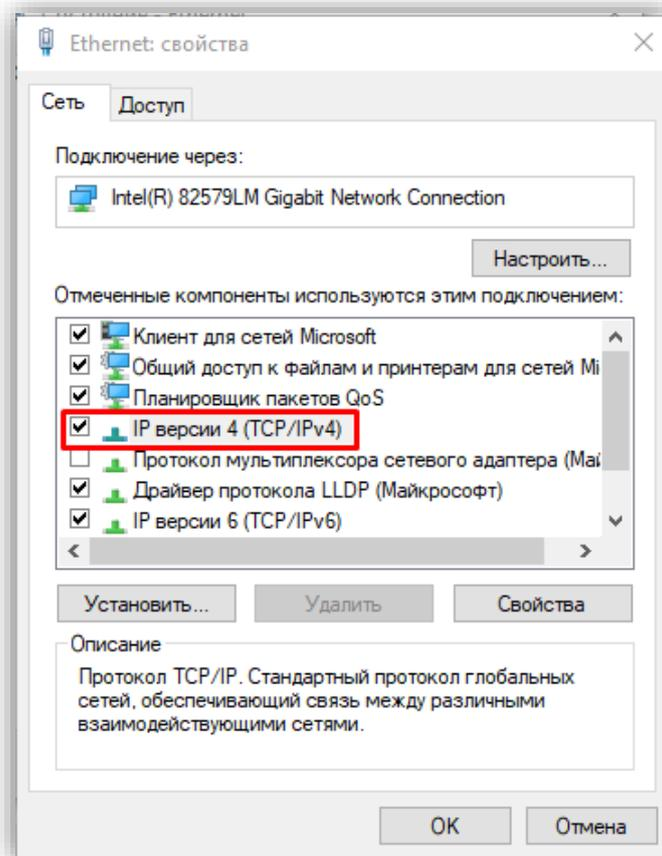 Ethernet: свойства
Сеть
Доступ
Подключение через:
Intel(R) 82579LM Gigabit Network Connection
Настроить...
Отмеченные компоненты используются этим подключением:
Клиент для сетей Microsoft
Общий доступ к файлам и принтерам для сетей Mi
Планировщик пакетов QoS
IP версии 4 (TCP/IPv4)
Протокол мультиплексора сетевого адаптера (Май
Драйвер протокола LLDP (Майкрософт)
IP версии 6 (TCP/IPv6)
Установить...
Удалить
Свойства
Описание
Протокол TCP/IP. Стандартный протокол глобальных
сетей, обеспечивающий связь между различными
взаимодействующими сетями.
OK
Отмена